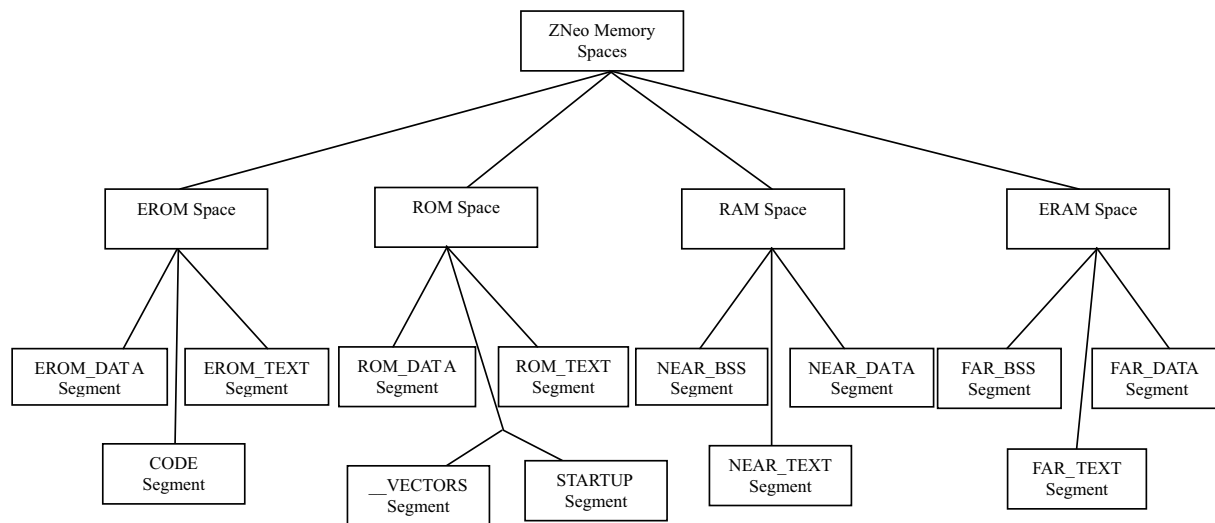 ZNeo Memory
Spaces
EROM Space
ROM Space
RAM Space
ERAM Space
EROM_DATA
Segment
EROM_TEXT
Segment
ROM_DATA
Segment
ROM_TEXT
Segment
NEAR_BSS
Segment
NEAR_DATA
Segment
FAR_BSS
Segment
FAR_DATA
Segment
CODE
Segment
__VECTORS
Segment
STARTUP
Segment
NEAR_TEXT
Segment
FAR_TEXT
Segment